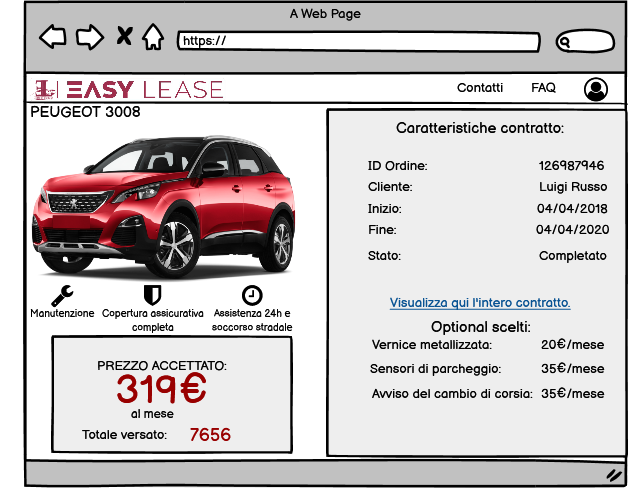 A Web Page
https://
EASY LEASE
Contatti
FAQ
PEUGEOT 3008
Manutenzione
Copertura assicurativa
completa
Assistenza 24h e
soccorso stradale
PREZZO ACCETTATO:
319€
al mese
Totale versato: 7656
Caratteristiche contratto:
ID Ordine: 126987946
Cliente: Luigi Russo
Inizio: 04/04/2018
Fine: 04/04/2020
Stato: Completato
Visualizza qui l'intero contratto.
Optional scelti:
Vernice metallizzata: 20€/mese
Sensori di parcheggio: 35€/mese
Avviso del cambio di corsia: 35€/mese